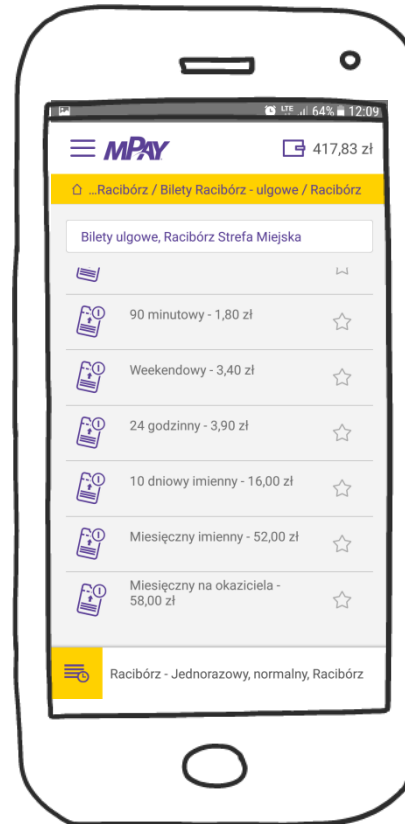 LTE 64% 12:09
mPAY 417,83 zł
...Racibórz / Bilety Racibórz - ulgowe / Racibórz
Bilety ulgowe, Racibórz Strefa Miejska
90 minutowy - 1,80 zł
Weekendowy - 3,40 zł
24 godzinny - 3,90 zł
10 dniowy imienny - 16,00 zł
Miesięczny imienny - 52,00 zł
Miesięczny na okaziciela -
58,00 zł
Racibórz - Jednorazowy, normalny, Racibórz